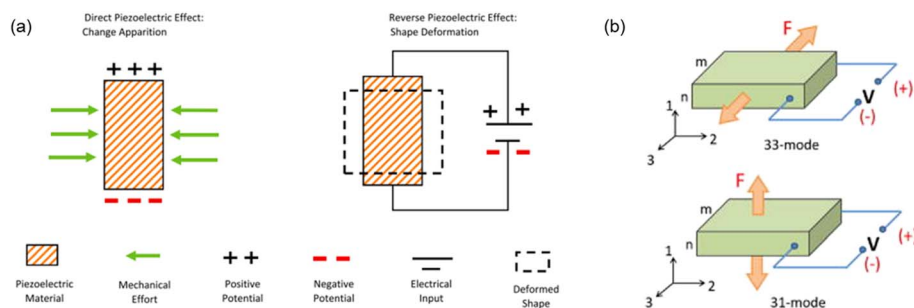 (a)
Direct Piezoelectric Effect:
Change Apparition
Reverse Piezoelectric Effect:
Shape Deformation
+ + +
+ +
Piezoelectric
Material
Mechanical
Effort
+ +
Positive
Potential
Negative
Potential
Electrical
Input
Deformed
Shape
(b)
F
m
n
1
2
3
V
(+)
(-)
33-mode
F
m
n
1
2
3
V
(+)
(-)
31-mode